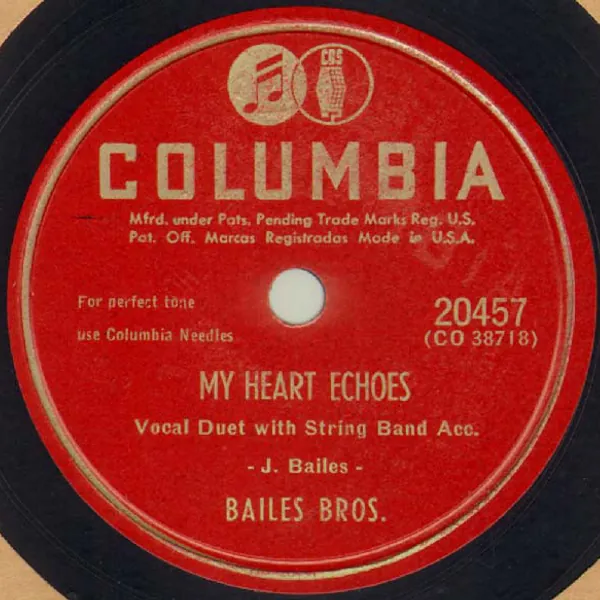 CBS
COLUMBIA
Mfrd. under Pats. Pending Trade Marks Reg. U.S.
Pat. Off. Marcas Registradas Made in U.S.A.
For perfect tone
use Columbia Needles
20457
(CO 38718)
MY HEART ECHOES
Vocal Duet with String Band Acc.
- J. Bailes -
BAILES BROS.